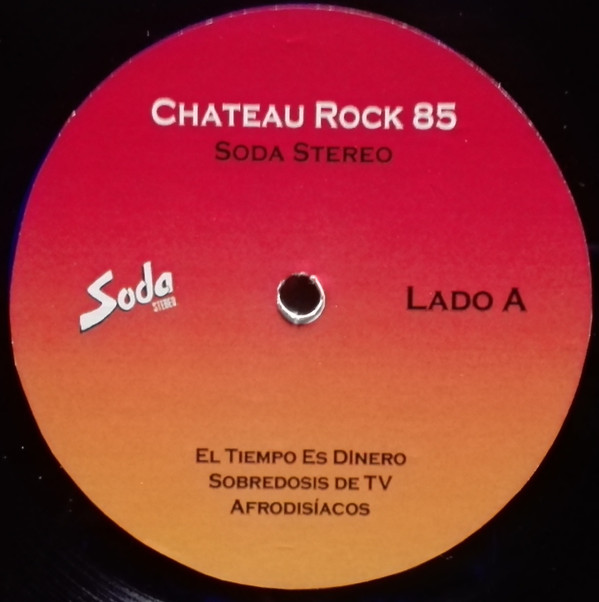 CHATEAU ROCK 85
SODA STEREO
Soda
STEREO
LADO A
EL TIEMPO ES DINERO
SOBREDOSIS DE TV
AFRODISÍACOS